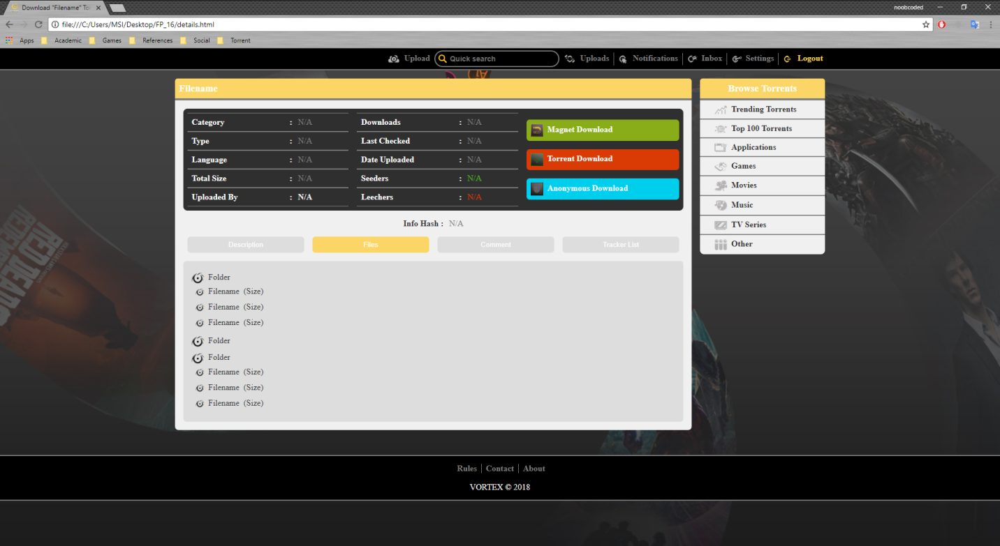 Download "Filename" To
noobcoded
file:///C:/Users/MSI/Desktop/FP_16/details.html
Apps Academic Games References Social Torrent
Upload Quick search Uploads Notifications Inbox Settings Logout
Filename
Category : N/A
Type : N/A
Language : N/A
Total Size : N/A
Uploaded By : N/A
Downloads : N/A
Last Checked : N/A
Date Uploaded : N/A
Seeders : N/A
Leechers : N/A
Magnet Download
Torrent Download
Anonymous Download
Info Hash : N/A
Description Files Comment Tracker List
Folder
Filename (Size)
Filename (Size)
Filename (Size)
Folder
Folder
Filename (Size)
Filename (Size)
Filename (Size)
Browse Torrents
Trending Torrents
Top 100 Torrents
Applications
Games
Movies
Music
TV Series
Other
RED DEAD
Rules Contact About
VORTEX © 2018